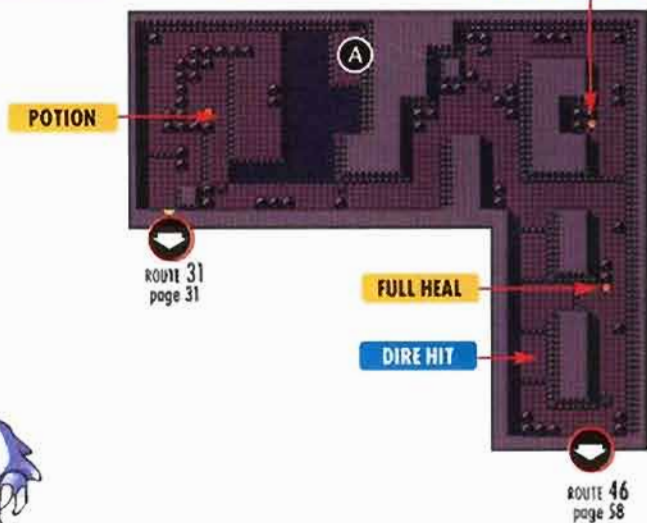 A
POTION
ROUTE 31
page 31
FULL HEAL
DIRE HIT
ROUTE 46
page 58